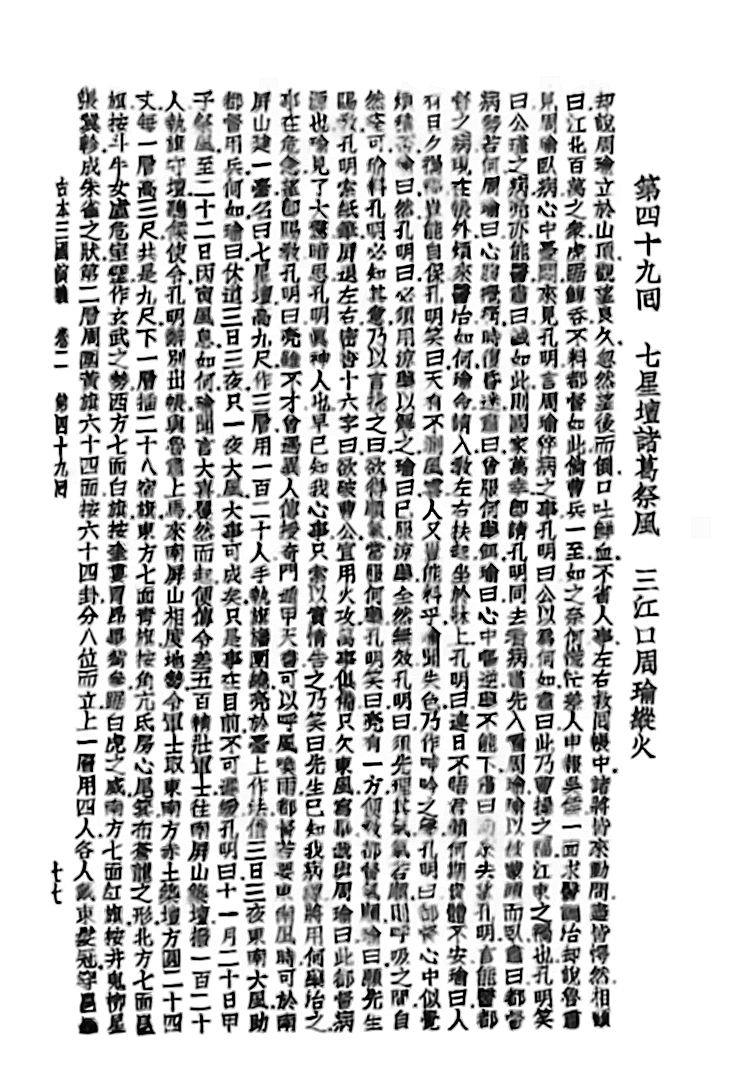 第四十九囘 七星壇諸葛祭風 三江口周瑜縱火
却說周瑜立於山頂觀望良久忽然望後而倒口吐鮮血不省人事左右救囘帳中諸將皆來動問盡皆愕然相顧
曰江北百萬之衆虎踞鯨吞不料都督如此倘曹兵一至如之奈何慌忙差人申報吳侯一面求醫調治却說魯肅
見周瑜臥病心中憂悶來見孔明言周瑜猝病之事孔明曰公以爲何如肅曰此乃曹操之福江東之禍也孔明笑
曰公瑾之病亮亦能醫肅曰誠如此則國家萬幸卽請孔明同去看病肅先入見周瑜瑜以被蒙頭而臥肅曰都督
病勢若何周瑜曰心腹攪痛時復昏迷肅曰曾服何藥餌瑜曰心中嘔逆藥不能下肅曰來去望孔明言能醫都
督之病現在帳外煩來醫治如何瑜命請入教左右扶起坐於牀上孔明曰連日不晤君顏何期貴體不安瑜曰人
有旦夕禍福豈能自保孔明笑曰天有不測風雲人又豈能料乎瑜聞失色乃作呻吟之聲孔明曰都督心中似覺
煩積否瑜曰然孔明曰必須用涼藥以解之瑜曰已服涼藥全然無效孔明曰須先理其氣氣若順則呼吸之間自
然痊可瑜料孔明必知其意乃以言挑之曰欲得順氣當服何藥孔明笑曰亮有一方便教都督氣順瑜曰願先生
賜教孔明索紙筆屏退左右密書十六字曰欲破曹公宜用火攻萬事俱備只欠東風寫畢遞與周瑜曰此都督病
源也瑜見了大驚暗思孔明眞神人也早已知我心事只索以實情告之乃笑曰先生已知我病源將用何藥治之
事在危急望卽賜教孔明曰亮雖不才曾遇異人傳授奇門遁甲天書可以呼風喚雨都督若要東南風時可於南
屏山建一臺名曰七星壇高九尺作三層用一百二十人手執旗旛圍繞亮於臺上作法借三日三夜東南大風助
都督用兵何如瑜曰休道三日三夜只一夜大風大事可成矣只是事在目前不可遲緩孔明曰十一月二十日甲
子祭風至二十二日丙寅風息如何瑜聞言大喜矍然而起便傳令差五百精壯軍士往南屏山築壇撥一百二十
人執旗守壇聽候使令孔明辭別出帳與魯肅上馬來南屏山相度地勢令軍士取東南方赤土築壇方圓二十四
丈每一層高三尺共是九尺下一層插二十八宿旗東方七面靑旗按角亢氐房心尾箕布蒼龍之形北方七面皂
旗按斗牛女虛危室壁作玄武之勢西方七面白旗按奎婁胃昴畢觜參踞白虎之威南方七面紅旗按井鬼柳星
張翼軫成朱雀之狀第二層周圍黃旗六十四面按六十四卦分八位而立上一層用四人各人戴束髮冠穿皂
古本三國演義 卷二 第四十九囘 七七